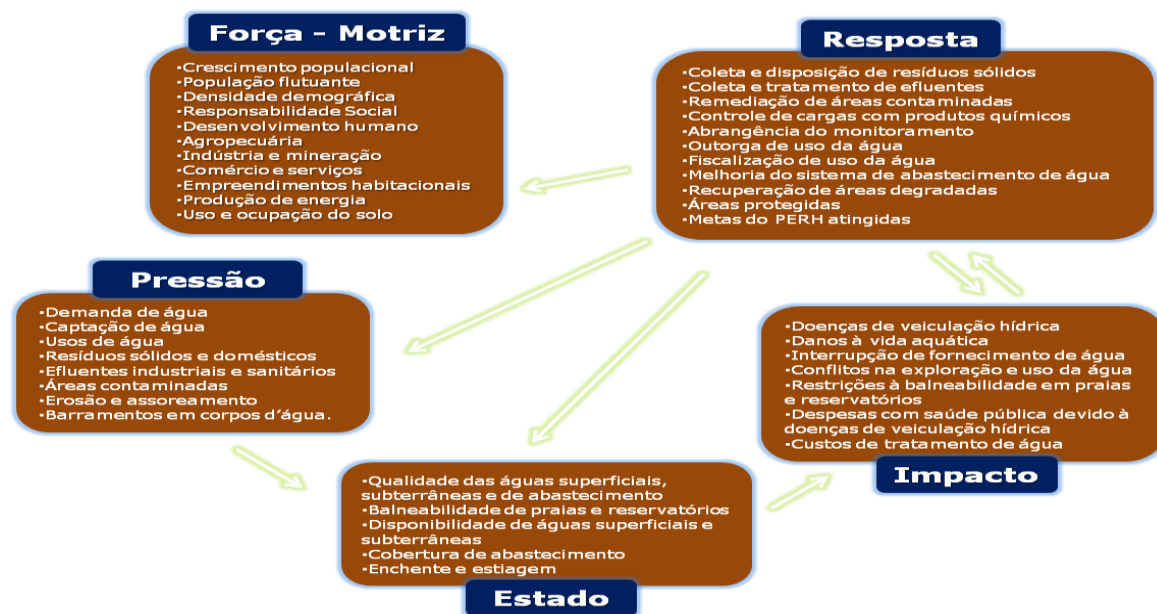 Força - Motriz
•Crescimento populacional
•População flutuante
•Densidade demográfica
•Responsabilidade Social
•Desenvolvimento humano
•Agropecuária
•Indústria e mineração
•Comércio e serviços
•Empreendimentos habitacionais
•Produção de energia
•Uso e ocupação do solo
Resposta
•Coleta e disposição de resíduos sólidos
•Coleta e tratamento de efluentes
•Remediação de áreas contaminadas
•Controle de cargas com produtos químicos
•Abrangência do monitoramento
•Outorga de uso da água
•Fiscalização de uso da água
•Melhoria do sistema de abastecimento de água
•Recuperação de áreas degradadas
•Áreas protegidas
•Metas do PERH atingidas
Pressão
•Demanda de água
•Captação de água
•Usos de água
•Resíduos sólidos e domésticos
•Efluentes industriais e sanitários
•Áreas contaminadas
•Erosão e assoreamento
•Barramentos em corpos d’água.
•Doenças de veiculação hídrica
•Danos à vida aquática
•Interrupção de fornecimento de água
•Conflitos na exploração e uso da água
•Restrições à balneabilidade em praias
e reservatórios
•Despesas com saúde pública devido à
doenças de veiculação hídrica
•Custos de tratamento de água
Impacto
•Qualidade das águas superficiais,
subterrâneas e de abastecimento
•Balneabilidade de praias e reservatórios
•Disponibilidade de águas superficiais e
subterrâneas
•Cobertura de abastecimento
•Enchente e estiagem
Estado